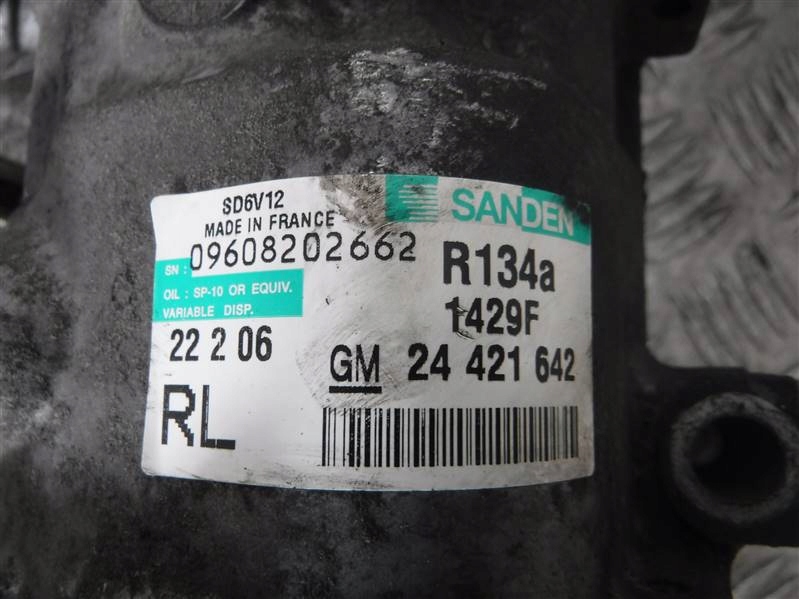 SD6V12
MADE IN FRANCE
SANDEN
SN : 09608202662
R134a
OIL : SP-10 OR EQUIV.
VARIABLE DISP.
1429F
22 2 06
GM 24 421 642
RL